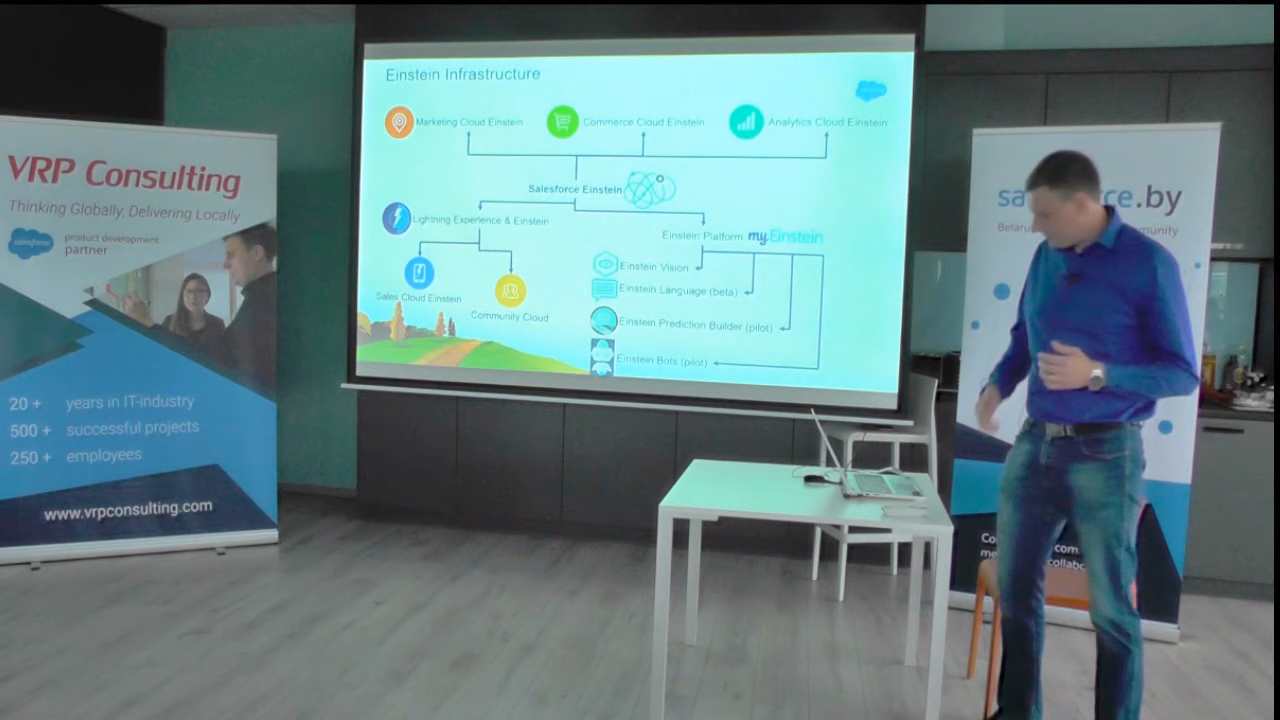 VRP Consulting
Thinking Globally, Delivering Locally
salesforce
product development
partner
20 + years in IT-industry
500 + successful projects
250 + employees
www.vrpconsulting.com
Einstein Infrastructure
Marketing Cloud Einstein
Commerce Cloud Einstein
Analytics Cloud Einstein
Salesforce Einstein
Lightning Experience & Einstein
Einstein Platform myEinstein
Einstein Vision
Einstein Language (beta)
Sales Cloud Einstein
Community Cloud
Einstein Prediction Builder (pilot)
Einstein Bots (pilot)
ce.by